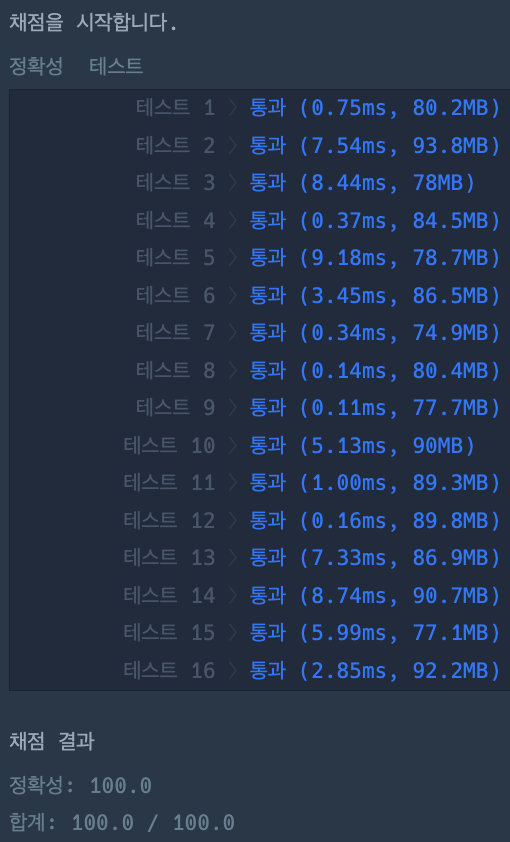 채점을 시작합니다.
정확성 테스트
테스트 1 > 통과 (0.75ms, 80.2MB)
테스트 2 > 통과 (7.54ms, 93.8MB)
테스트 3 > 통과 (8.44ms, 78MB)
테스트 4 > 통과 (0.37ms, 84.5MB)
테스트 5 > 통과 (9.18ms, 78.7MB)
테스트 6 > 통과 (3.45ms, 86.5MB)
테스트 7 > 통과 (0.34ms, 74.9MB)
테스트 8 > 통과 (0.14ms, 80.4MB)
테스트 9 > 통과 (0.11ms, 77.7MB)
테스트 10 > 통과 (5.13ms, 90MB)
테스트 11 > 통과 (1.00ms, 89.3MB)
테스트 12 > 통과 (0.16ms, 89.8MB)
테스트 13 > 통과 (7.33ms, 86.9MB)
테스트 14 > 통과 (8.74ms, 90.7MB)
테스트 15 > 통과 (5.99ms, 77.1MB)
테스트 16 > 통과 (2.85ms, 92.2MB)
채점 결과
정확성: 100.0
합계: 100.0 / 100.0